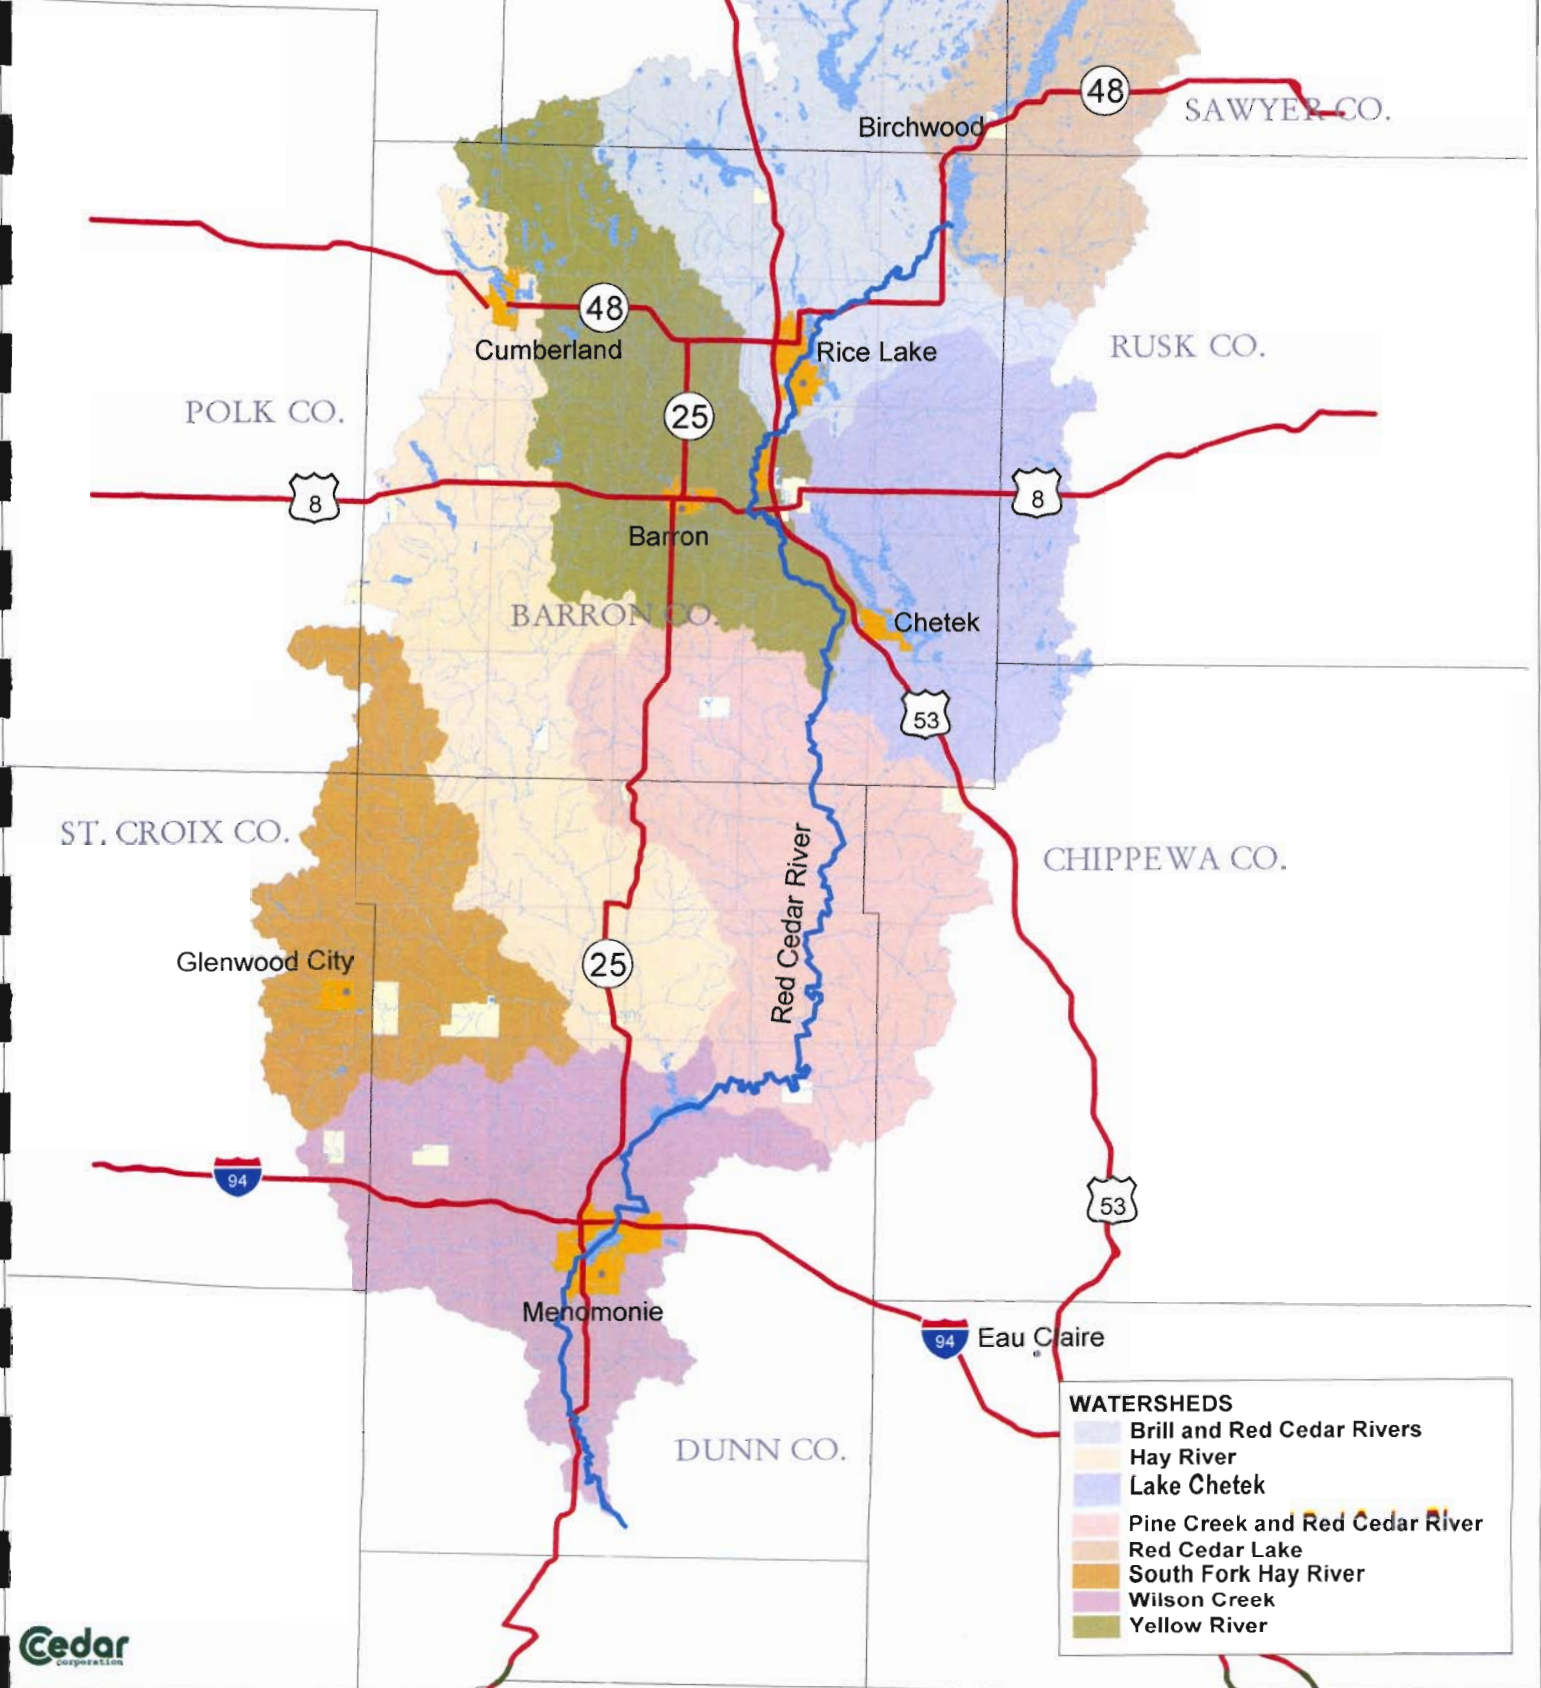 48
SAWYER CO.
Birchwood
48
Cumberland
Rice Lake
RUSK CO.
POLK CO.
25
8
8
Barron
BARRON CO.
Chetek
53
ST. CROIX CO.
CHIPPEWA CO.
Red Cedar River
Glenwood City
25
94
53
Menomonie
94
Eau Claire
DUNN CO.
WATERSHEDS
Brill and Red Cedar Rivers
Hay River
Lake Chetek
Pine Creek and Red Cedar River
Red Cedar Lake
South Fork Hay River
Wilson Creek
Yellow River
Cedar
corporation